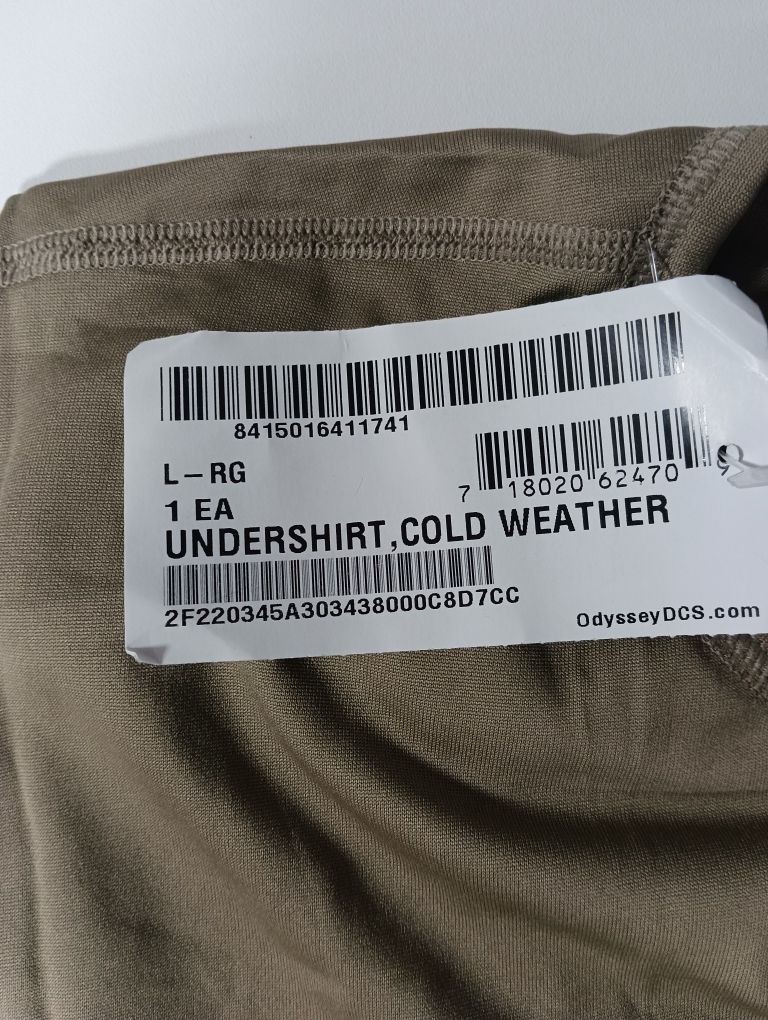 8415016411741
L-RG
7 18020 62470 9
1 EA
UNDERSHIRT,COLD WEATHER
2F220345A303438000C8D7CC
OdysseyDCS.com